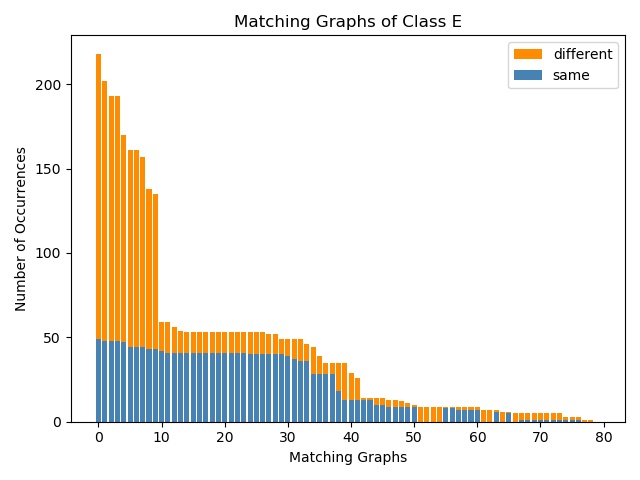 Matching Graphs of Class E
different
same
Number of Occurrences
200
150
100
50
0
0 10 20 30 40 50 60 70 80
Matching Graphs